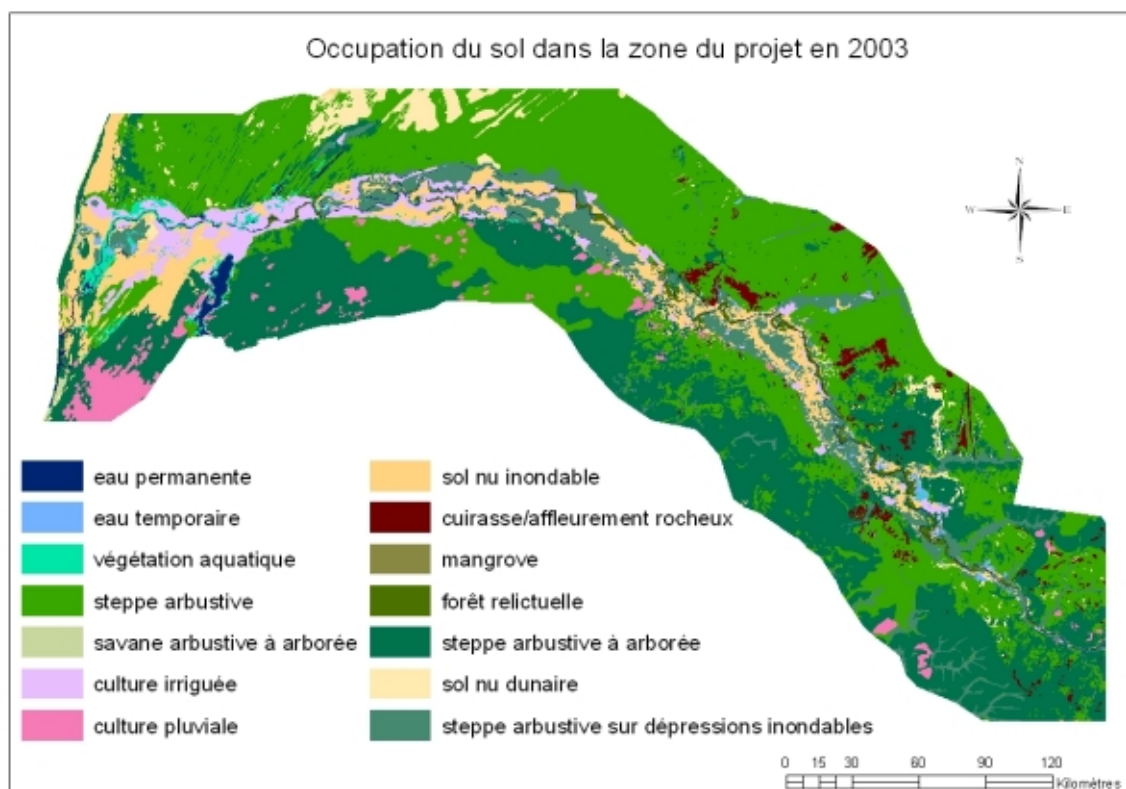 Occupation du sol dans la zone du projet en 2003
N
W E
S
eau permanente
eau temporaire
végétation aquatique
steppe arbustive
savane arbustive à arborée
culture irriguée
culture pluviale
sol nu inondable
cuirasse/affleurement rocheux
mangrove
forêt relictuelle
steppe arbustive à arborée
sol nu dunaire
steppe arbustive sur dépressions inondables
0 15 30 60 90 120
Kilomètres